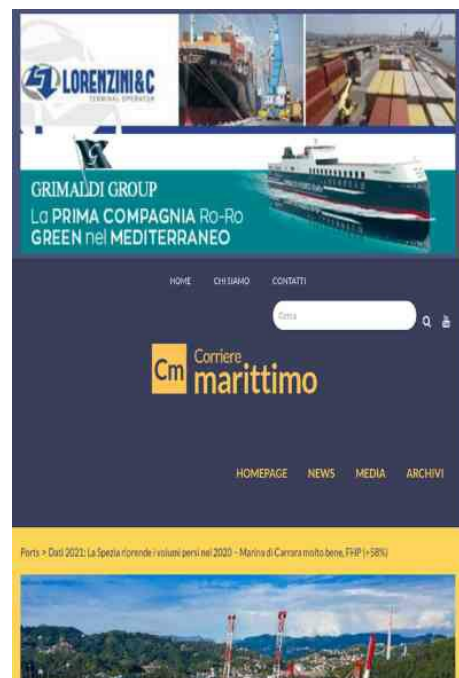 LORENZINI&C
TERMINAL OPERATOR
GRIMALDI GROUP
La PRIMA COMPAGNIA Ro-Ro
GREEN nel MEDITERRANEO
HOME CHI SIAMO CONTATTI
Cerca
Cm Corriere
marittimo
HOMEPAGE NEWS MEDIA ARCHIVI
Ports > Dati 2021: La Spezia riprende i volumi persi nel 2020 – Marina di Carrara molto bene, FHP (+58%)